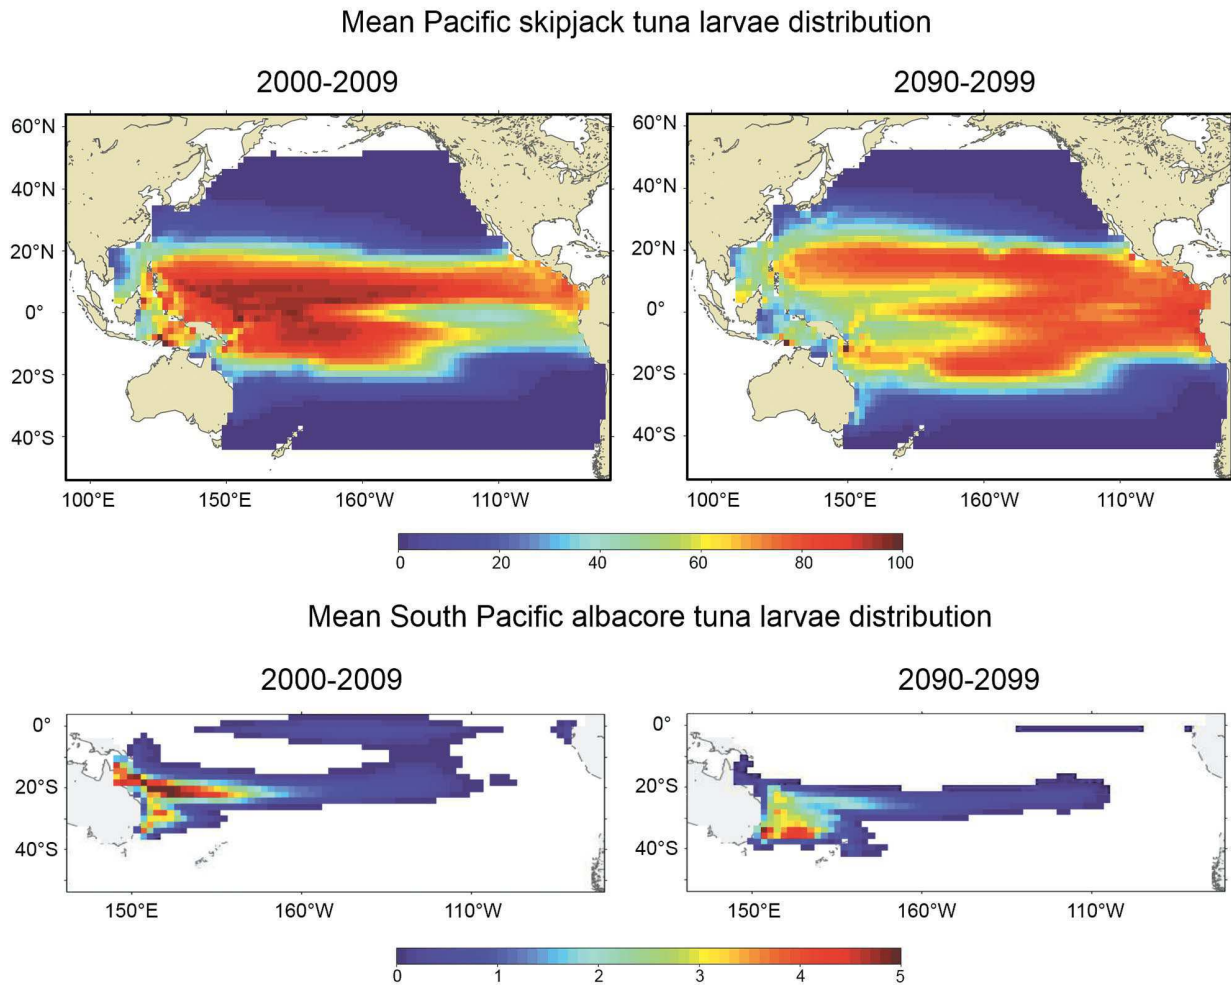 Mean Pacific skipjack tuna larvae distribution
2000-2009
2090-2099
60°N
40°N
20°N
0°
20°S
40°S
100°E 150°E 160°W 110°W
60°N
40°N
20°N
0°
20°S
40°S
100°E 150°E 160°W 110°W
0 20 40 60 80 100
Mean South Pacific albacore tuna larvae distribution
2000-2009
2090-2099
0°
20°S
40°S
150°E 160°W 110°W
0°
20°S
40°S
150°E 160°W 110°W
0 1 2 3 4 5